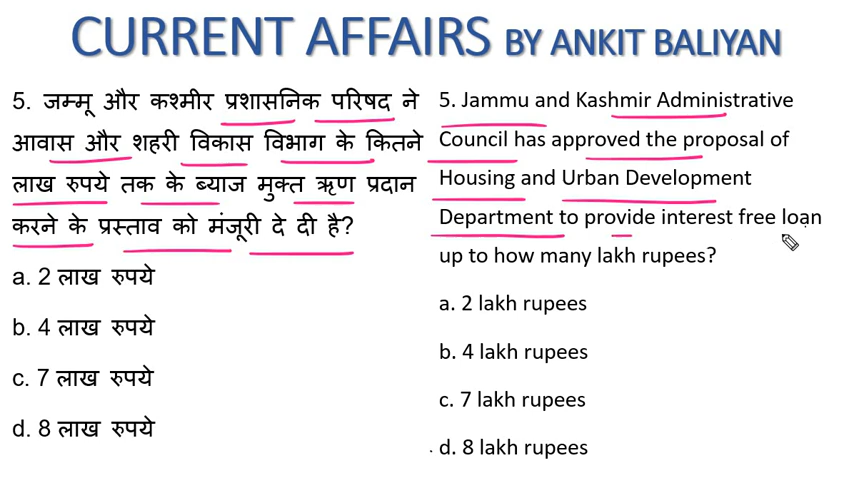 CURRENT AFFAIRS BY ANKIT BALIYAN
5. जम्मू और कश्मीर प्रशासनिक परिषद ने
आवास और शहरी विकास विभाग के कितने
लाख रुपये तक के ब्याज मुक्त ऋण प्रदान
करने के प्रस्ताव को मंजूरी दे दी है?
a. 2 लाख रुपये
b. 4 लाख रुपये
c. 7 लाख रुपये
d. 8 लाख रुपये
5. Jammu and Kashmir Administrative
Council has approved the proposal of
Housing and Urban Development
Department to provide interest free loan
up to how many lakh rupees?
a. 2 lakh rupees
b. 4 lakh rupees
c. 7 lakh rupees
d. 8 lakh rupees